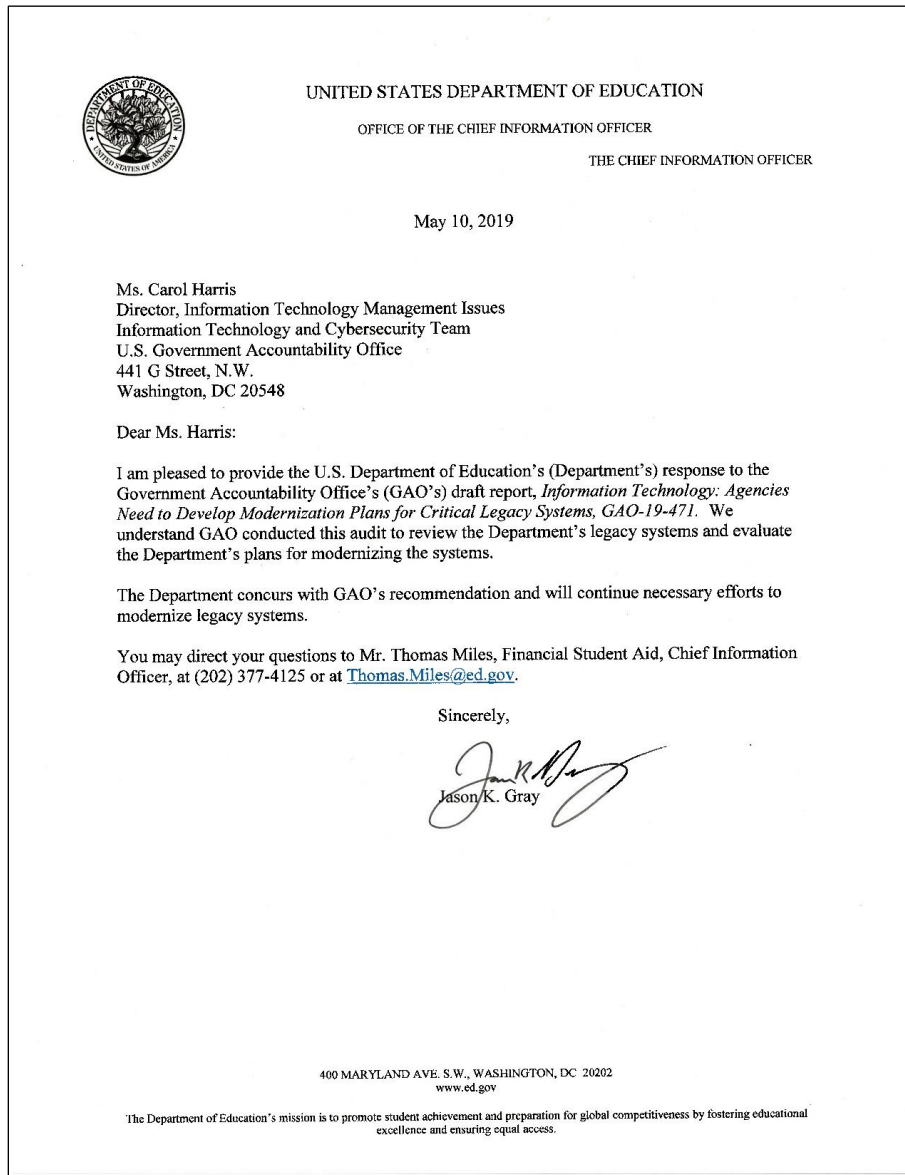 DEPARTMENT OF EDUCATION
UNITED STATES OF AMERICA
UNITED STATES DEPARTMENT OF EDUCATION
OFFICE OF THE CHIEF INFORMATION OFFICER
THE CHIEF INFORMATION OFFICER
May 10, 2019
Ms. Carol Harris
Director, Information Technology Management Issues
Information Technology and Cybersecurity Team
U.S. Government Accountability Office
441 G Street, N.W.
Washington, DC 20548
Dear Ms. Harris:
I am pleased to provide the U.S. Department of Education's (Department's) response to the
Government Accountability Office's (GAO's) draft report, Information Technology: Agencies
Need to Develop Modernization Plans for Critical Legacy Systems, GAO-19-471. We
understand GAO conducted this audit to review the Department's legacy systems and evaluate
the Department's plans for modernizing the systems.
The Department concurs with GAO's recommendation and will continue necessary efforts to
modernize legacy systems.
You may direct your questions to Mr. Thomas Miles, Financial Student Aid, Chief Information
Officer, at (202) 377-4125 or at Thomas.Miles@ed.gov.
Sincerely,
Jason K. Gray
400 MARYLAND AVE. S.W., WASHINGTON, DC 20202
www.ed.gov
The Department of Education's mission is to promote student achievement and preparation for global competitiveness by fostering educational
excellence and ensuring equal access.